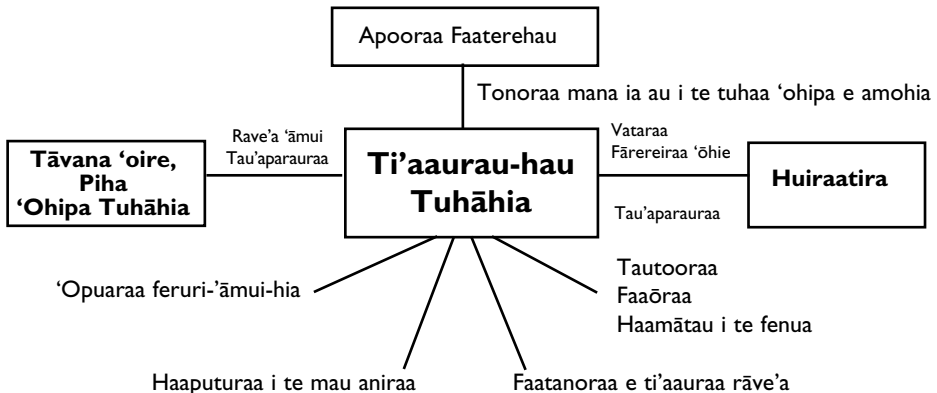 Apooraa Faaterehau
Tonoraa mana ia au i te tuhaa ‘ohipa e amohia
Rave’a ‘āmui
Tau’aparauraa
Vataraa
Fārereiraa ‘ōhie
Tāvana ‘oire,
Piha
‘Ohipa Tuhāhia
Ti’aaurau-hau
Tuhāhia
Huiraatira
Tau’aparauraa
‘Opuaraa feruri-’āmui-hia
Tautooraa
Faaōraa
Haamātau i te fenua
Haaputuraa i te mau aniraa
Faatanoraa e ti’aauraa rāve’a